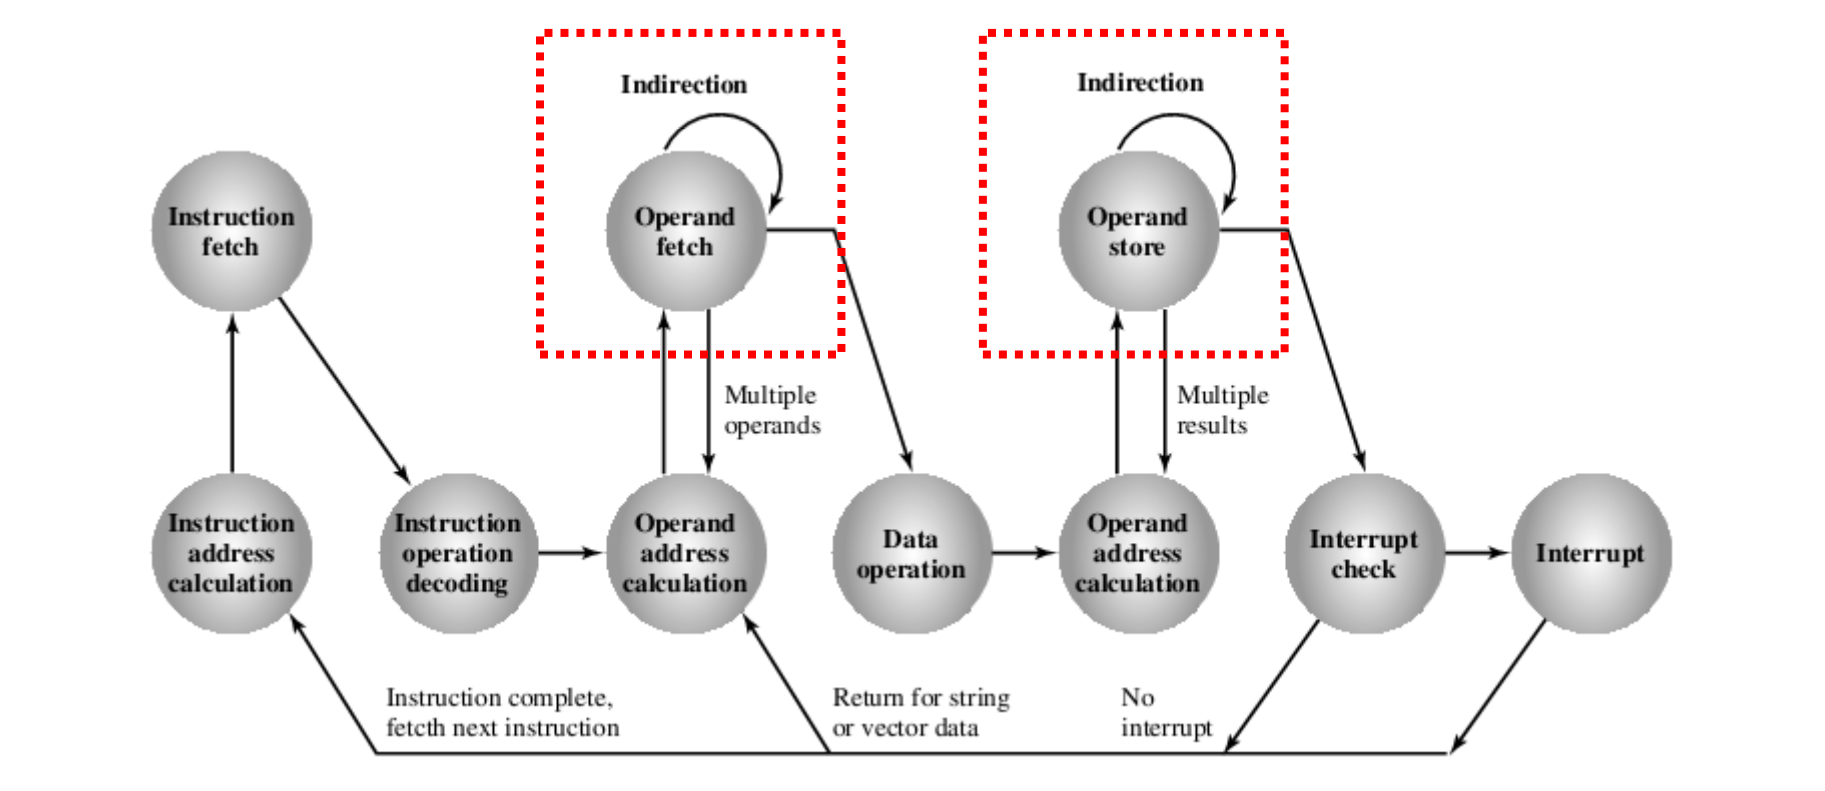 Indirection
Indirection
Instruction
fetch
Operand
fetch
Operand
store
Multiple
operands
Multiple
results
Instruction
address
calculation
Instruction
operation
decoding
Operand
address
calculation
Data
operation
Operand
address
calculation
Interrupt
check
Interrupt
Instruction complete,
fetcth next instruction
Return for string
or vector data
No
interrupt